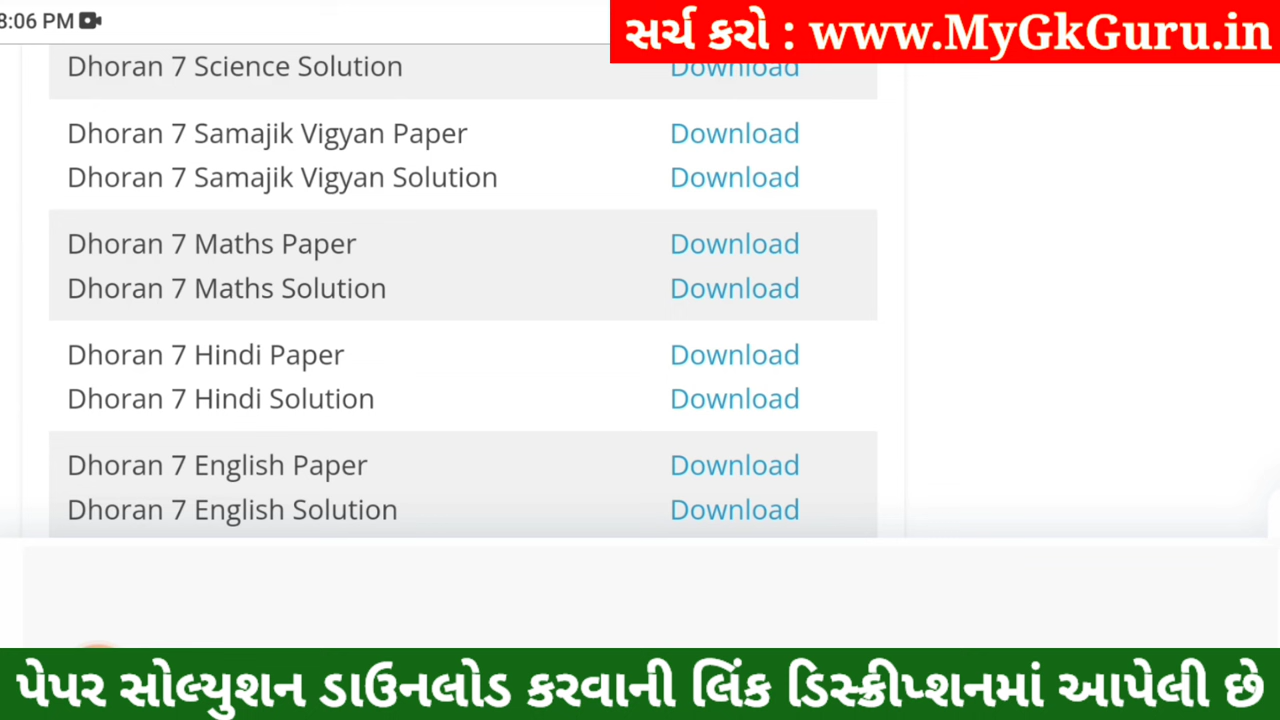 8:06 PM
સર્ચ કરો : www.MyGkGuru.in
Dhoran 7 Science Solution Download
Dhoran 7 Samajik Vigyan Paper Download
Dhoran 7 Samajik Vigyan Solution Download
Dhoran 7 Maths Paper Download
Dhoran 7 Maths Solution Download
Dhoran 7 Hindi Paper Download
Dhoran 7 Hindi Solution Download
Dhoran 7 English Paper Download
Dhoran 7 English Solution Download
પેપર સોલ્યુશન ડાઉનલોડ કરવાની લિંક ડિસ્ક્રીપ્શનમાં આપેલી છે